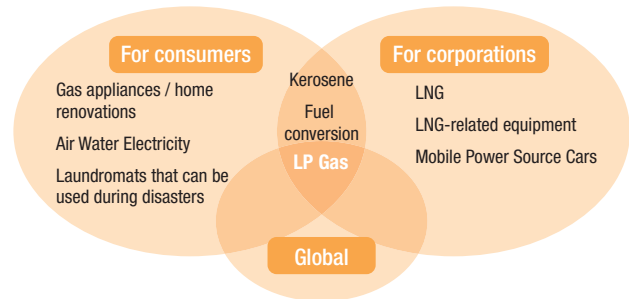 For consumers
Gas appliances / home
renovations
Air Water Electricity
Laundromats that can be
used during disasters
Kerosene
Fuel
conversion
LP Gas
For corporations
LNG
LNG-related equipment
Mobile Power Source Cars
Global